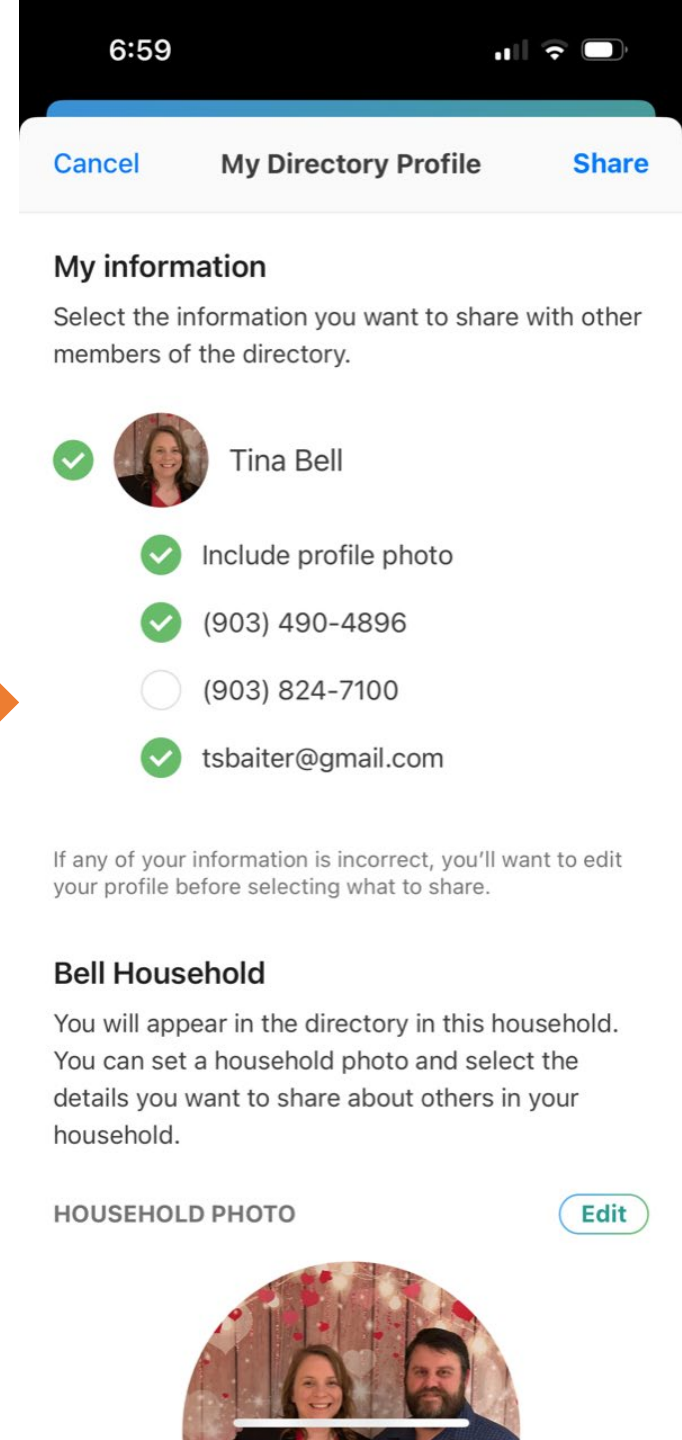 6:59
Cancel My Directory Profile Share
My information
Select the information you want to share with other
members of the directory.
Tina Bell
Include profile photo
(903) 490-4896
(903) 824-7100
tsbaiter@gmail.com
If any of your information is incorrect, you’ll want to edit
your profile before selecting what to share.
Bell Household
You will appear in the directory in this household.
You can set a household photo and select the
details you want to share about others in your
household.
HOUSEHOLD PHOTO Edit